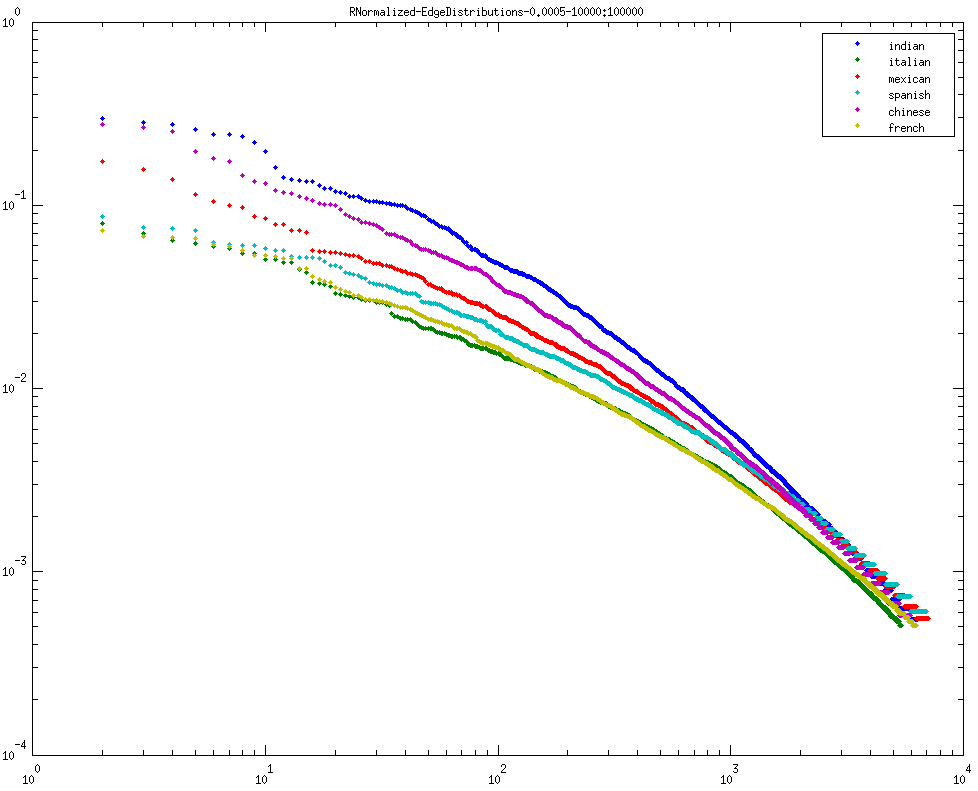 RNormalized-EdgeDistributions-0.0005-10000:100000
10^0
indian
italian
mexican
spanish
chinese
french
10^-1
10^-2
10^-3
10^-4
10^0 10^1 10^2 10^3 10^4